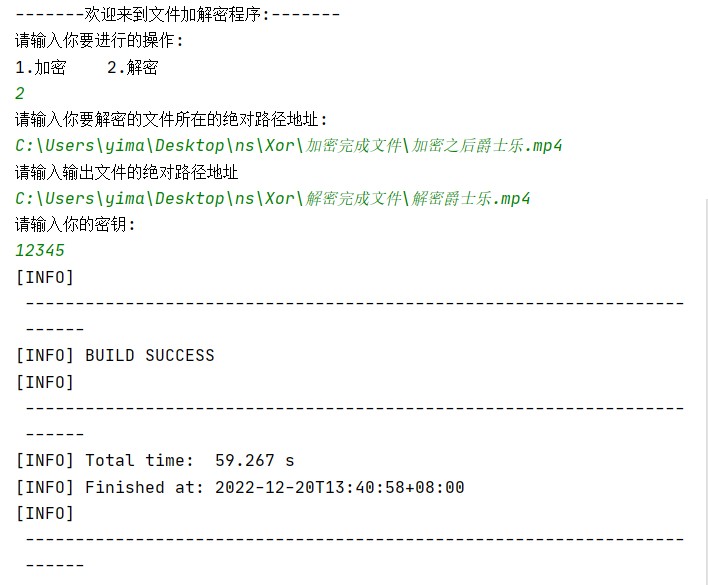 -------欢迎来到文件加解密程序:-------
请输入你要进行的操作:
1.加密    2.解密
2
请输入你要解密的文件所在的绝对路径地址:
C:\Users\yima\Desktop\ns\Xor\加密完成文件\加密之后爵士乐.mp4
请输入输出文件的绝对路径地址
C:\Users\yima\Desktop\ns\Xor\解密完成文件\解密爵士乐.mp4
请输入你的密钥:
12345
[INFO]
------------------------------------------------------------------
------
[INFO] BUILD SUCCESS
[INFO]
------------------------------------------------------------------
------
[INFO] Total time:  59.267 s
[INFO] Finished at: 2022-12-20T13:40:58+08:00
[INFO]
------------------------------------------------------------------
------